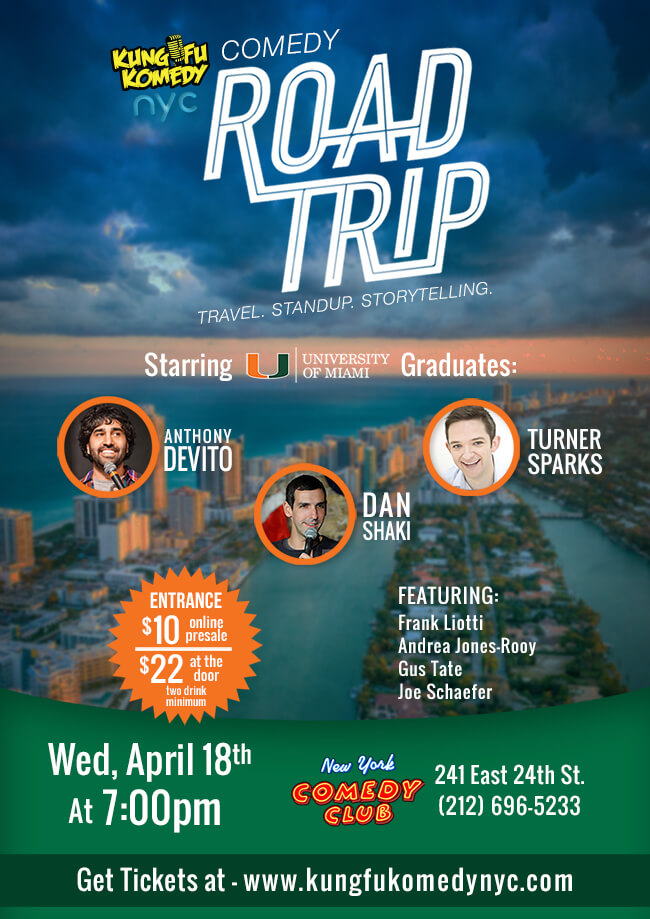 KUNG FU
KOMEDY
nyc
COMEDY
ROAD
TRIP
TRAVEL. STANDUP. STORYTELLING.
Starring U UNIVERSITY OF MIAMI Graduates:
ANTHONY
DEVITO
TURNER
SPARKS
DAN
SHAKI
ENTRANCE
$10 online presale
$22 at the door
two drink
minimum
FEATURING:
Frank Liotti
Andrea Jones-Rooy
Gus Tate
Joe Schaefer
Wed, April 18th
At 7:00pm
New York
COMEDY
CLUB
241 East 24th St.
(212) 696-5233
Get Tickets at - www.kungfukomedynyc.com